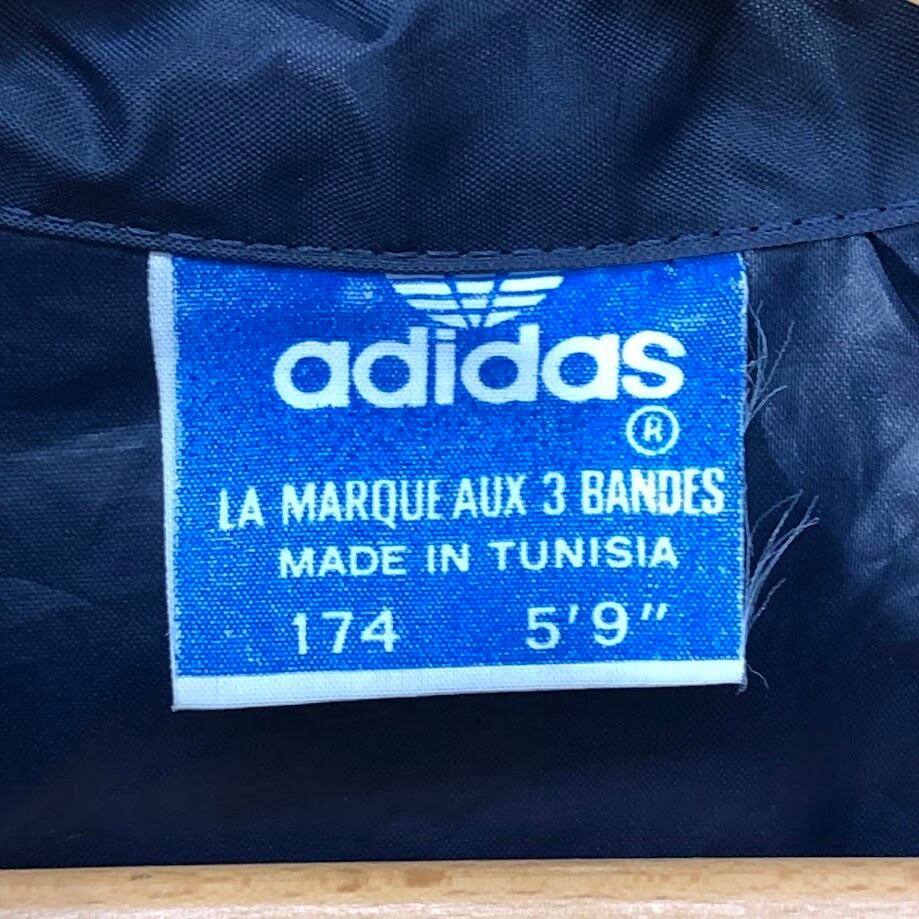 adidas
®
LA MARQUE AUX 3 BANDES
MADE IN TUNISIA
174 5'9"